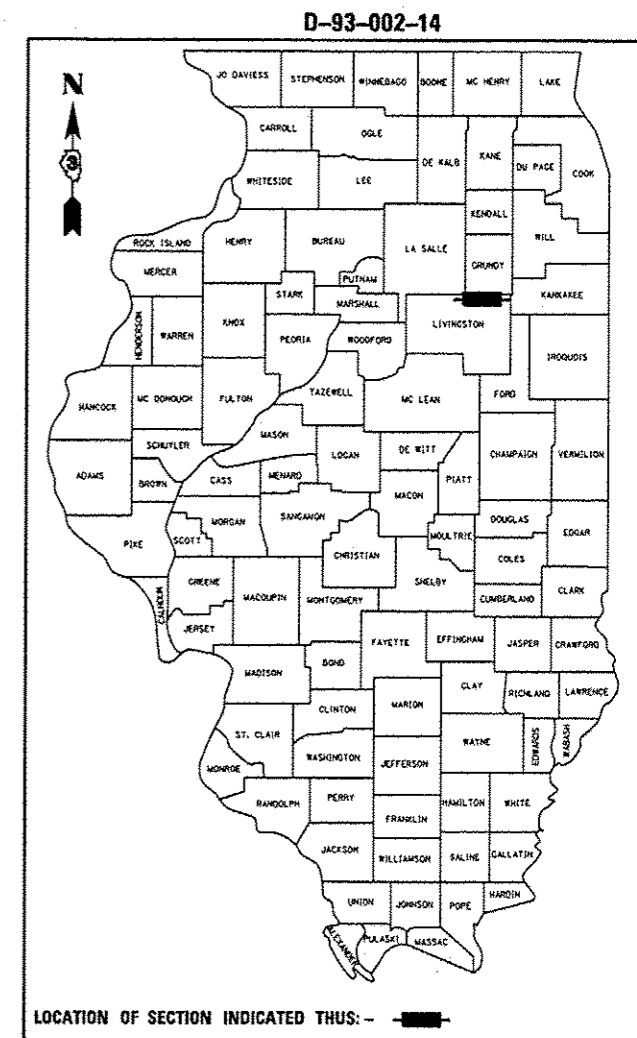 D-93-002-14
N
3
JO DAVIESS STEPHENSON WINNEBAGO BOONE MC HENRY LAKE
CARROLL OGLE DE KALB KANE DU PAGE COOK
WHITESIDE LEE KENDALL WILL
ROCK ISLAND HENRY BUREAU LA SALLE GRUNDY
MERCER PUTNAM KANKAKEE
STARK MARSHALL LIVINGSTON
HENDERSON WARREN KNOX PEORIA WOODFORD IROQUOIS
HANCOCK MC DONOUGH FULTON TAZEWELL MC LEAN FORD
SCHUYLER MASON LOGAN DE WITT CHAMPAIGN VERMILION
ADAMS BROWN CASS MENARD MACON PIATT
PIKE SCOTT MORGAN SANGAMON MOULTRIE DOUGLAS EDGAR
CHRISTIAN COLES
CALHOUN GREENE MACOUPIN MONTGOMERY SHELBY CUMBERLAND CLARK
JERSEY FAYETTE EFFINGHAM JASPER CRAWFORD
MADISON BOND CLAY RICHLAND LAWRENCE
CLINTON MARION
ST. CLAIR WAYNE EDWARDS WABASH
MONROE WASHINGTON JEFFERSON
RANDOLPH PERRY HAMILTON WHITE
FRANKLIN
JACKSON WILLIAMSON SALINE GALLATIN
UNION JOHNSON POPE HARDIN
ALEXANDER PULASKI MASSAC
LOCATION OF SECTION INDICATED THUS: -